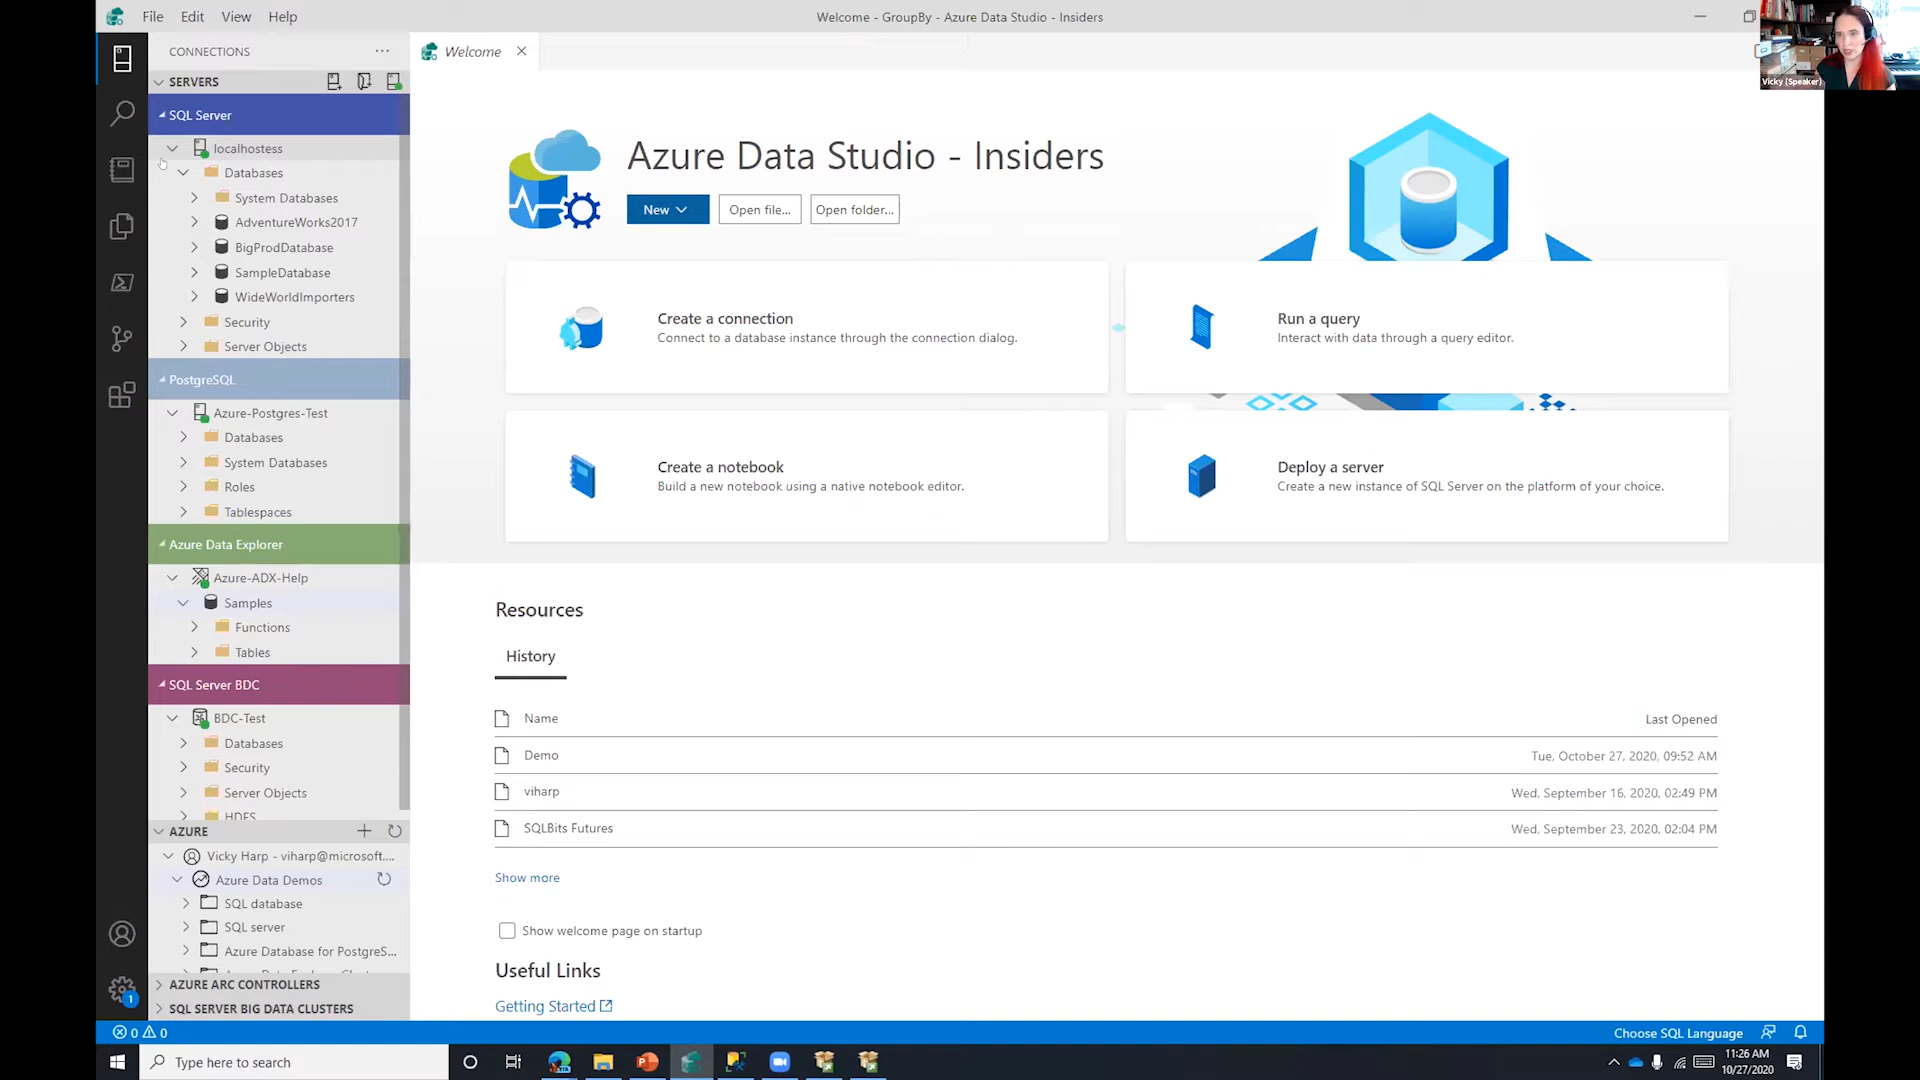 File Edit View Help
Welcome - GroupBy - Azure Data Studio - Insiders
Vicky (Speaker)
CONNECTIONS
Welcome
SERVERS
SQL Server
localhostess
Databases
System Databases
AdventureWorks2017
BigProdDatabase
SampleDatabase
WideWorldImporters
Security
Server Objects
PostgreSQL
Azure-Postgres-Test
Databases
System Databases
Roles
Tablespaces
Azure Data Explorer
Azure-ADX-Help
Samples
Functions
Tables
SQL Server BDC
BDC-Test
Databases
Security
Server Objects
HDFS
AZURE
Vicky Harp - viharp@microsoft....
Azure Data Demos
SQL database
SQL server
Azure Database for PostgreS...
AZURE ARC CONTROLLERS
SQL SERVER BIG DATA CLUSTERS
Azure Data Studio - Insiders
New Open file... Open folder...
Create a connection
Connect to a database instance through the connection dialog.
Run a query
Interact with data through a query editor.
Create a notebook
Build a new notebook using a native notebook editor.
Deploy a server
Create a new instance of SQL Server on the platform of your choice.
Resources
History
Name Last Opened
Demo Tue, October 27, 2020, 09:52 AM
viharp Wed, September 16, 2020, 02:49 PM
SQLBits Futures Wed, September 23, 2020, 02:04 PM
Show more
Show welcome page on startup
Useful Links
Getting Started
1
0 0
Choose SQL Language
Type here to search
11:26 AM
10/27/2020